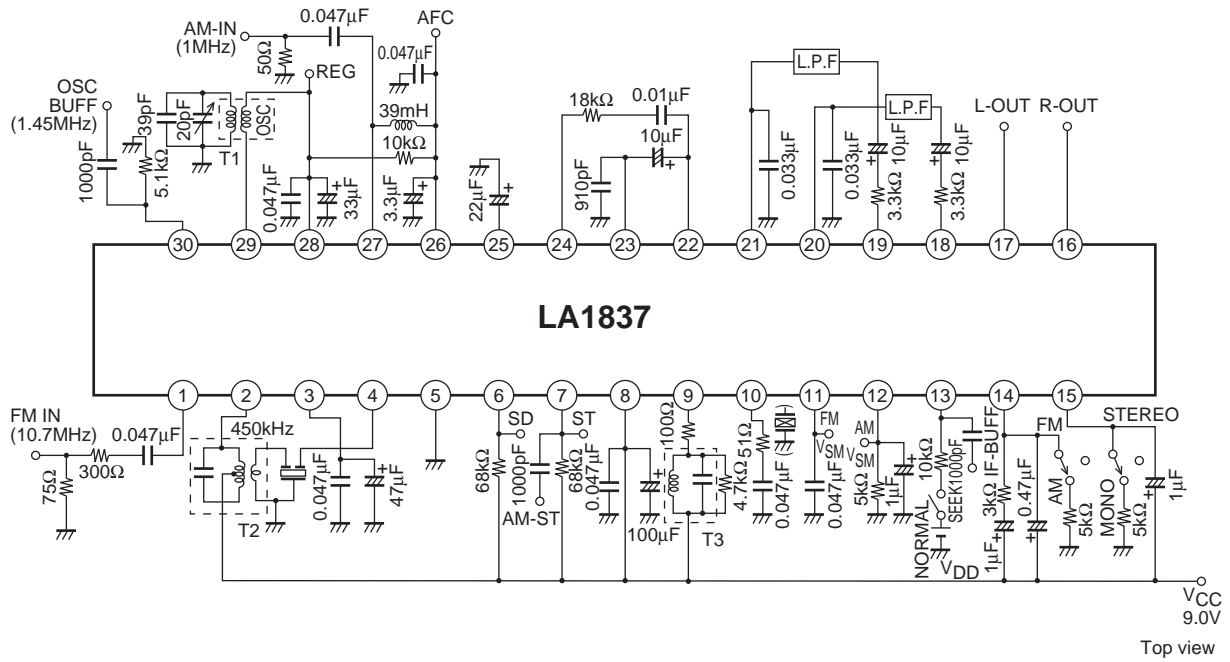 0.047µF
AFC
AM-IN
(1MHz)
50Ω
REG
0.047µF
OSC
BUFF
(1.45MHz)
39pF
20pF
OSC
T1
39mH
10kΩ
1000pF
5.1kΩ
0.047µF
33µF
+
3.3µF
+
22µF
+
18kΩ
0.01µF
10µF
+
910pF
L.P.F
L.P.F
L-OUT
R-OUT
0.033µF
0.033µF
+
10µF
3.3kΩ
+
10µF
3.3kΩ
30
29
28
27
26
25
24
23
22
21
20
19
18
17
16
LA1837
1
2
3
4
5
6
7
8
9
10
11
12
13
14
15
FM IN
(10.7MHz)
0.047µF
300Ω
75Ω
450kHz
T2
0.047µF
+
47µF
SD
68kΩ
ST
1000pF
68kΩ
AM-ST
0.047µF
+
100µF
100Ω
4.7kΩ
T3
51Ω
0.047µF
FM
VSM
0.047µF
AM
VSM
5kΩ
+
1µF
10kΩ
NORMAL
SEEK
1000pF
IF-BUFF
VDD
3kΩ
1µF
+
0.47µF
+
FM
AM
5kΩ
STEREO
MONO
5kΩ
+
1µF
VCC
9.0V
Top view